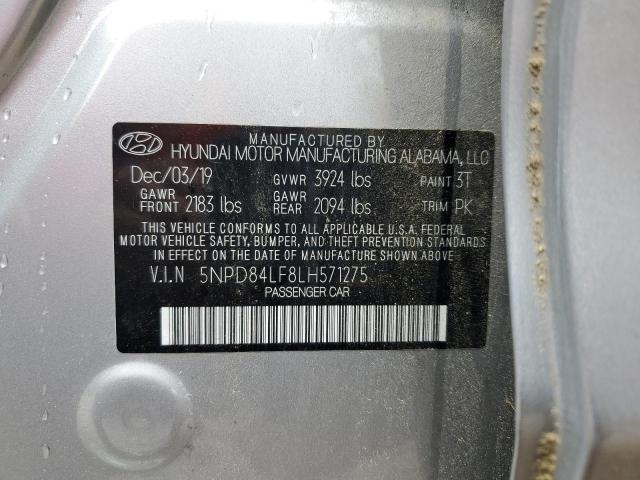 MANUFACTURED BY
HYUNDAI MOTOR MANUFACTURING ALABAMA, LLC
Dec/03/19 GVWR 3924 lbs PAINT 3T
GAWR FRONT 2183 lbs GAWR REAR 2094 lbs TRIM PK
THIS VEHICLE CONFORMS TO ALL APPLICABLE U.S.A. FEDERAL
MOTOR VEHICLE SAFETY, BUMPER, AND THEFT PREVENTION STANDARDS
IN EFFECT ON THE DATE OF MANUFACTURE SHOWN ABOVE.
V.I.N 5NPD84LF8LH571275
PASSENGER CAR